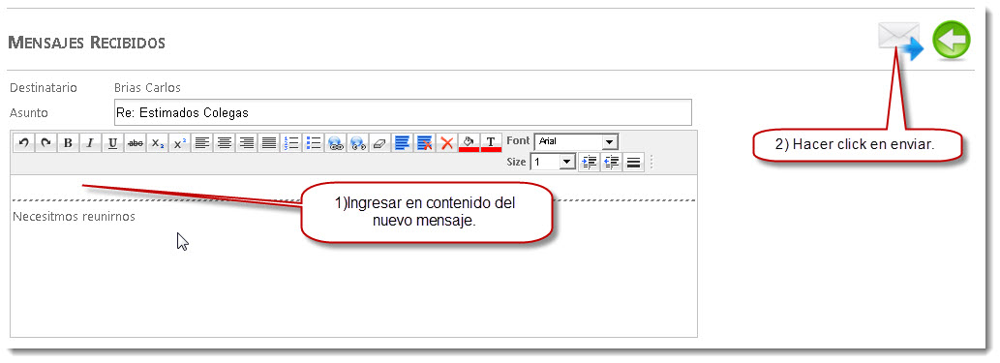 MENSAJES RECIBIDOS
Destinatario Brias Carlos
Asunto Re: Estimados Colegas
B I U abc X₂ X² Font Arial
T Size 1
2) Hacer click en enviar.
1)Ingresar en contenido del
nuevo mensaje.
Necesitmos reunirnos